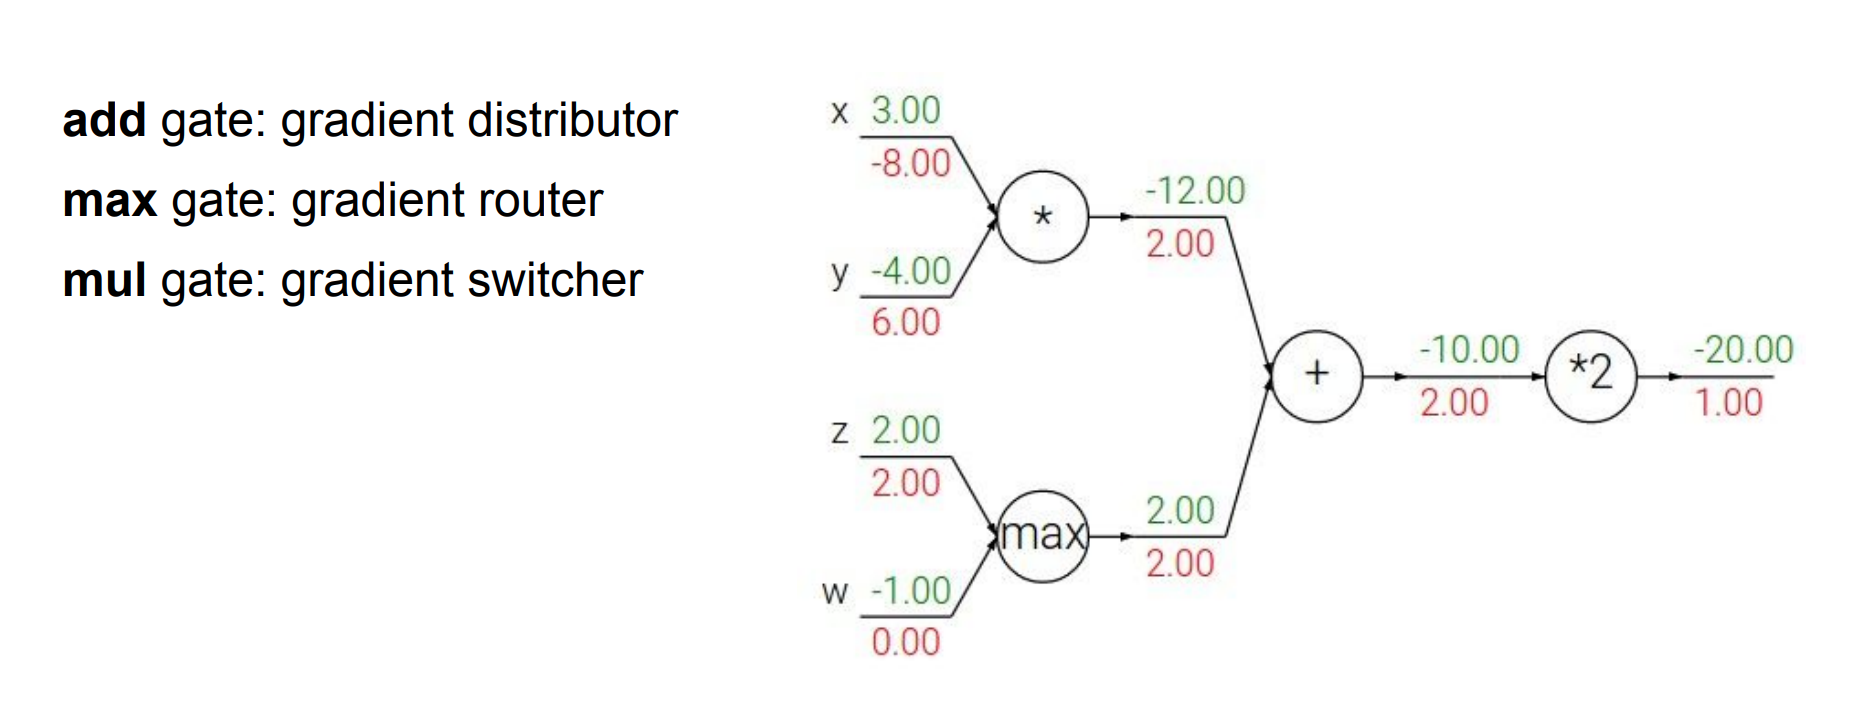 add gate: gradient distributor
max gate: gradient router
mul gate: gradient switcher
x 3.00
-8.00
y -4.00
6.00
*
-12.00
2.00
z 2.00
2.00
w -1.00
0.00
max
2.00
2.00
+
-10.00
2.00
*2
-20.00
1.00